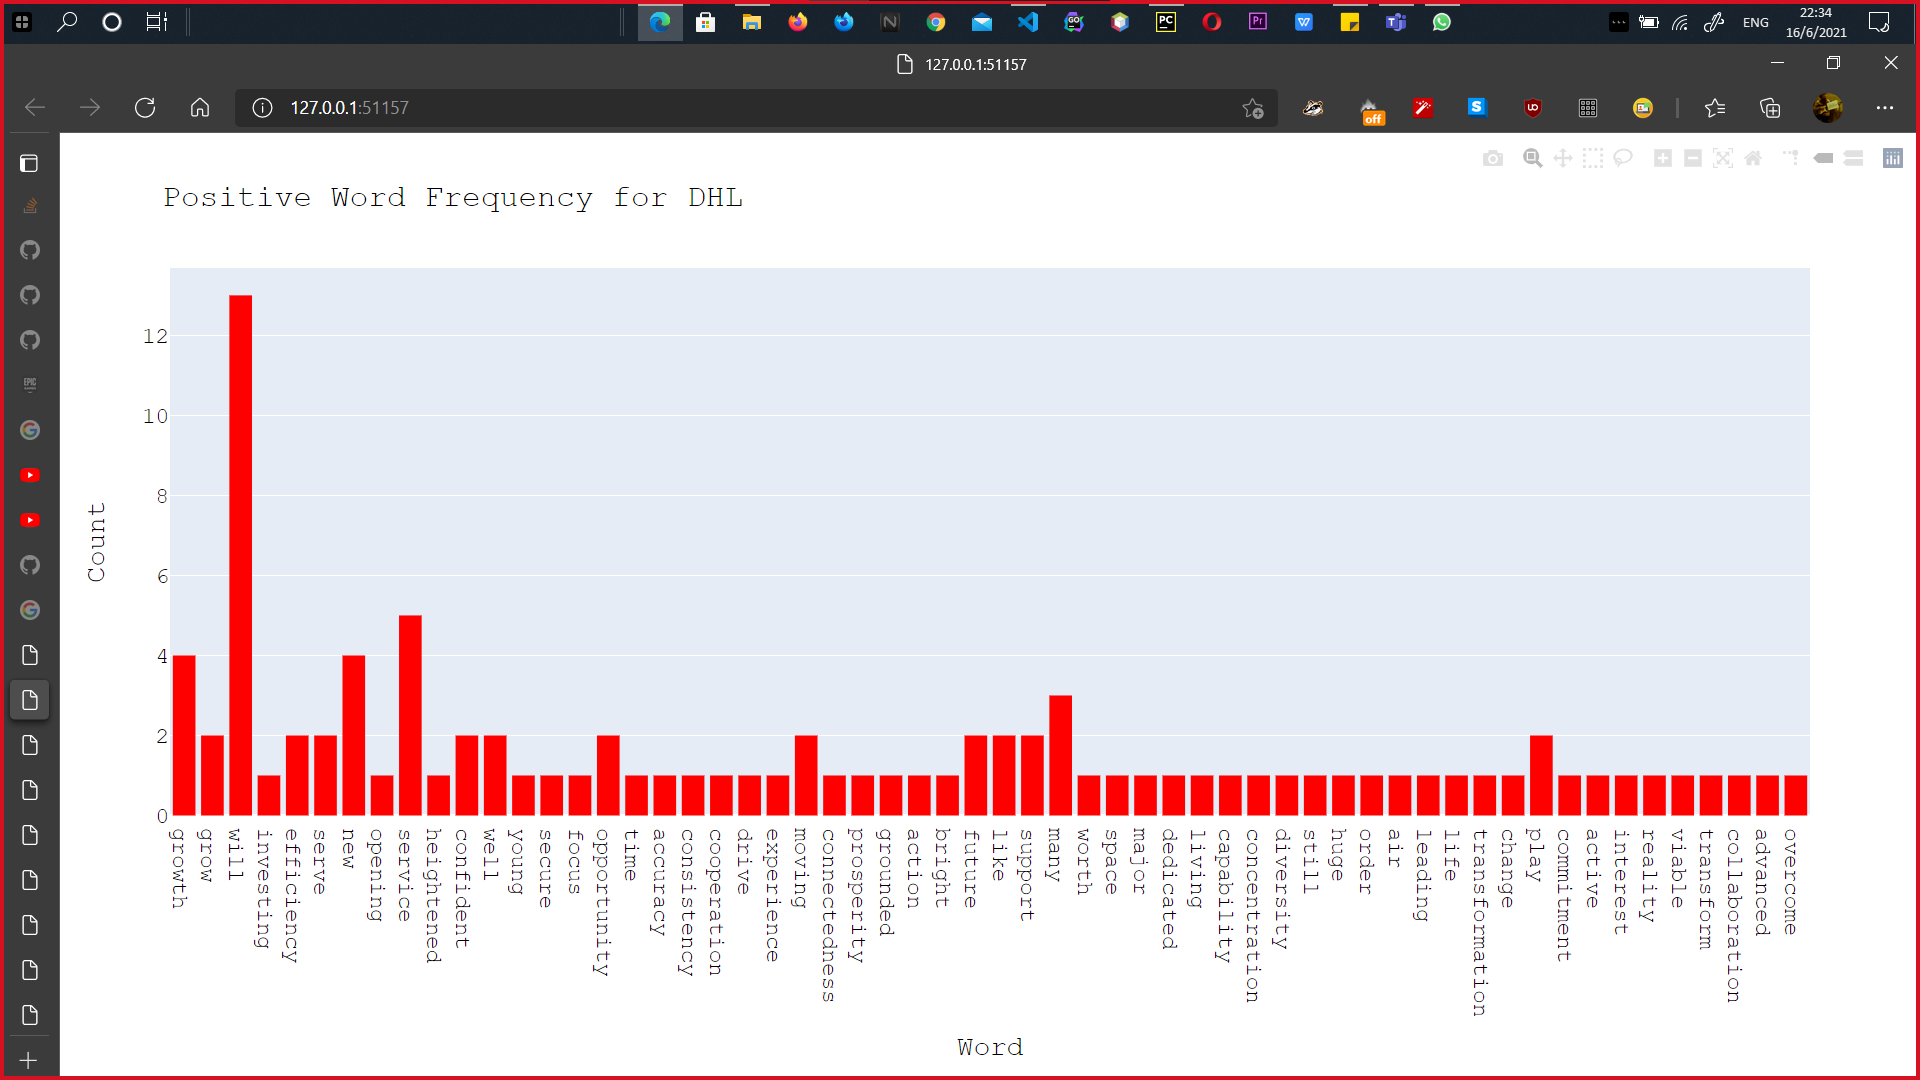 ENG
22:34
16/6/2021
127.0.0.1:51157
127.0.0.1:51157
off
EPIC
Positive Word Frequency for DHL
12
10
8
6
4
2
0
Count
growth
grow
will
investing
efficiency
serve
new
opening
service
heightened
confident
well
young
secure
focus
opportunity
time
accuracy
consistency
cooperation
drive
experience
moving
connectedness
prosperity
grounded
action
bright
future
like
support
many
worth
space
major
dedicated
living
capability
concentration
diversity
still
huge
order
air
leading
life
transformation
change
play
commitment
active
interest
reality
viable
transform
collaboration
advanced
overcome
Word